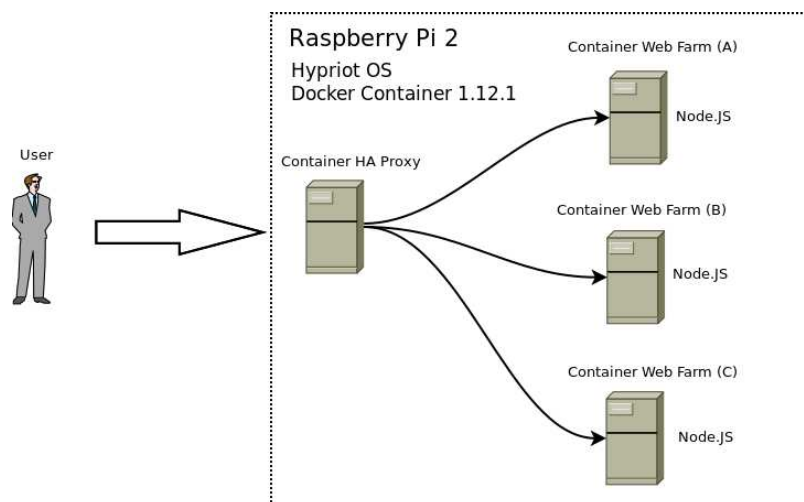 Raspberry Pi 2
Hypriot OS
Docker Container 1.12.1
Container Web Farm (A)
Node.JS
User
Container HA Proxy
Container Web Farm (B)
Node.JS
Container Web Farm (C)
Node.JS